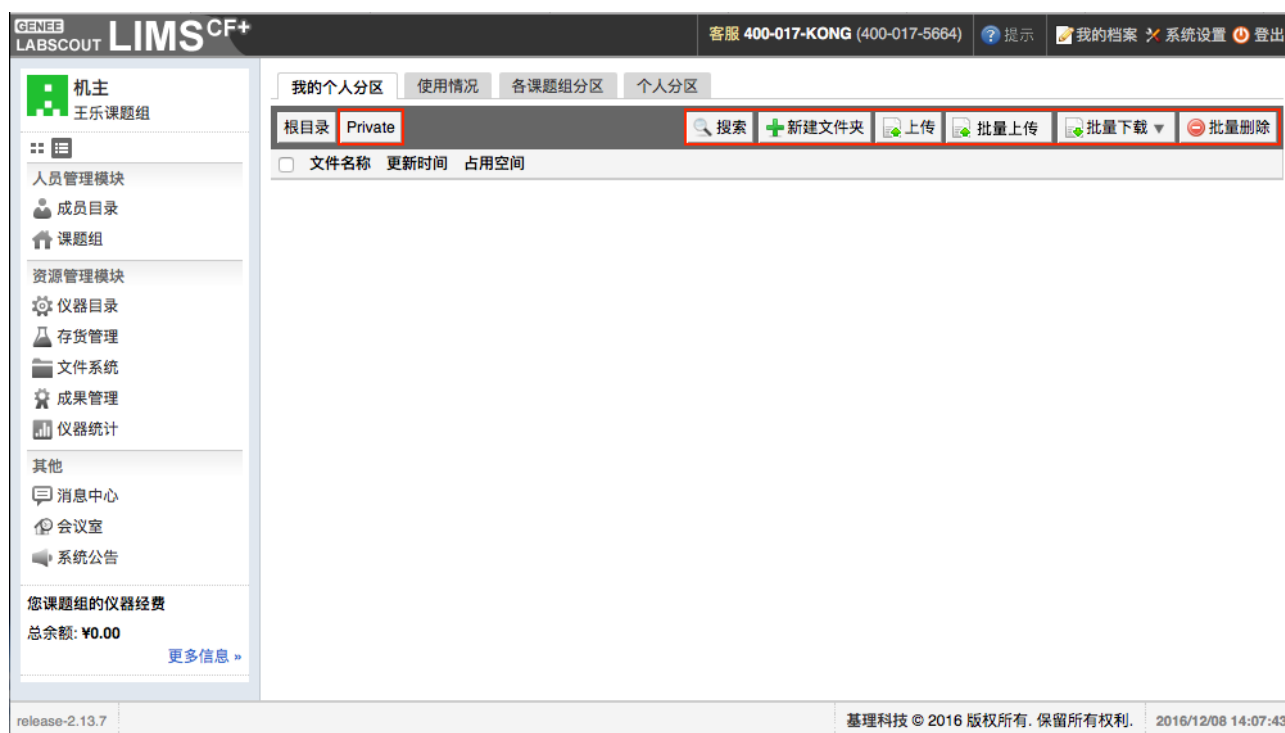 GENEE
LABSCOUT LIMS CF+
客服 400-017-KONG (400-017-5664) 提示 我的档案 系统设置 登出
机主
王乐课题组
我的个人分区 使用情况 各课题组分区 个人分区
根目录 Private 搜索 新建文件夹 上传 批量上传 批量下载 ▼ 批量删除
文件名称 更新时间 占用空间
人员管理模块
成员目录
课题组
资源管理模块
仪器目录
存货管理
文件系统
成果管理
仪器统计
其他
消息中心
会议室
系统公告
您课题组的仪器经费
总余额: ¥0.00
更多信息 »
release-2.13.7 基理科技 © 2016 版权所有. 保留所有权利. 2016/12/08 14:07:43